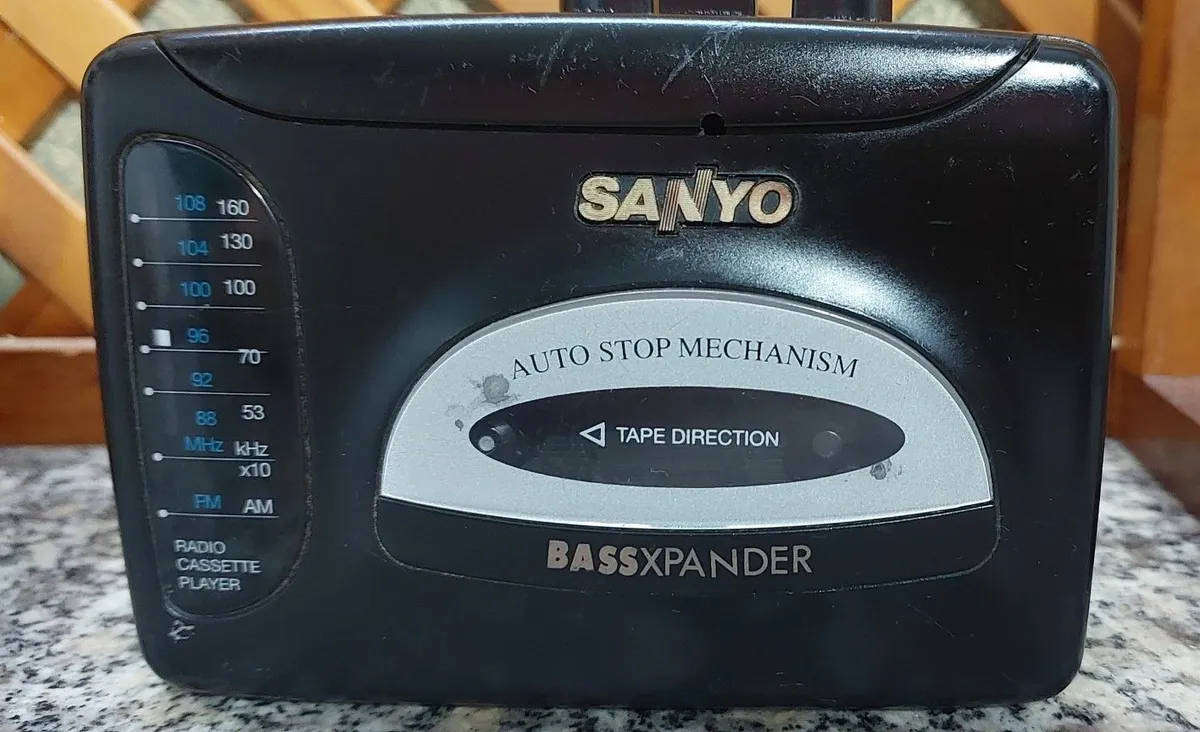 SANYO
108 160
104 130
100 100
96
70
92
88 53
MHz kHz
x10
FM AM
RADIO
CASSETTE
PLAYER
AUTO STOP MECHANISM
TAPE DIRECTION
BASSXPANDER